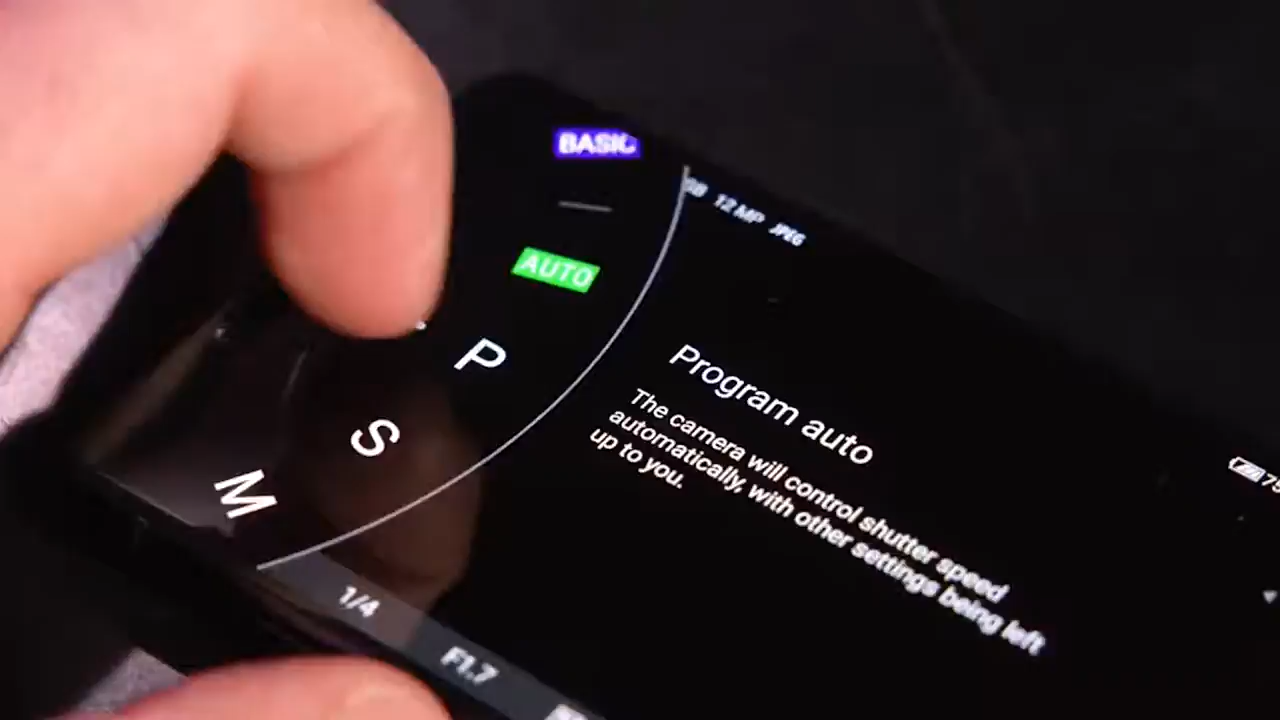 BASIC
12 MP JPEG
AUTO
P
S
M
Program auto
The camera will control shutter speed
automatically, with other settings being left
up to you.
1/4
F1.7